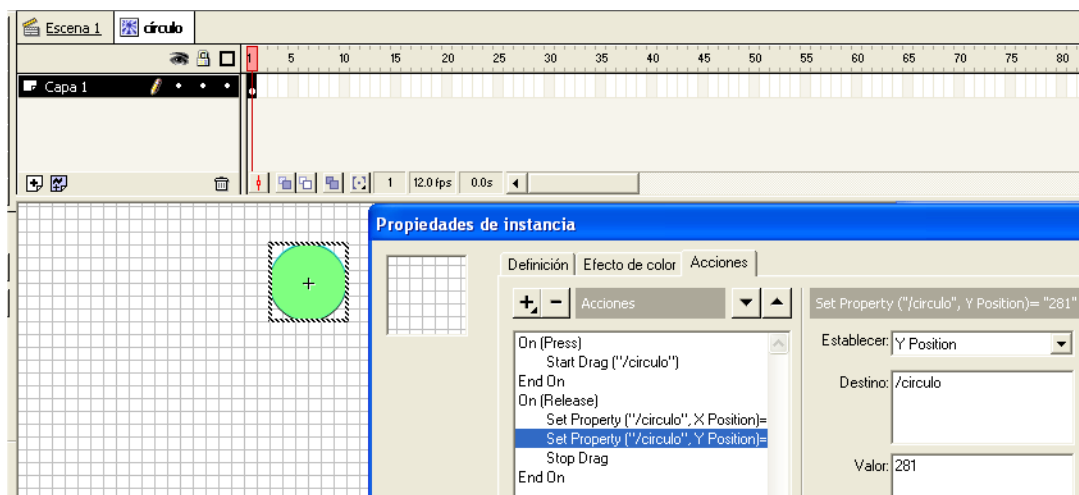 Escena 1 círculo
1 5 10 15 20 25 30 35 40 45 50 55 60 65 70 75 80
Capa 1
1 12.0 fps 0.0s
Propiedades de instancia
Definición Efecto de color Acciones
Acciones
Set Property ("/circulo", Y Position)= "281"
On (Press)
Start Drag ("/circulo")
End On
On (Release)
Set Property ("/circulo", X Position)=
Set Property ("/circulo", Y Position)=
Stop Drag
End On
Establecer: Y Position
Destino: /circulo
Valor: 281